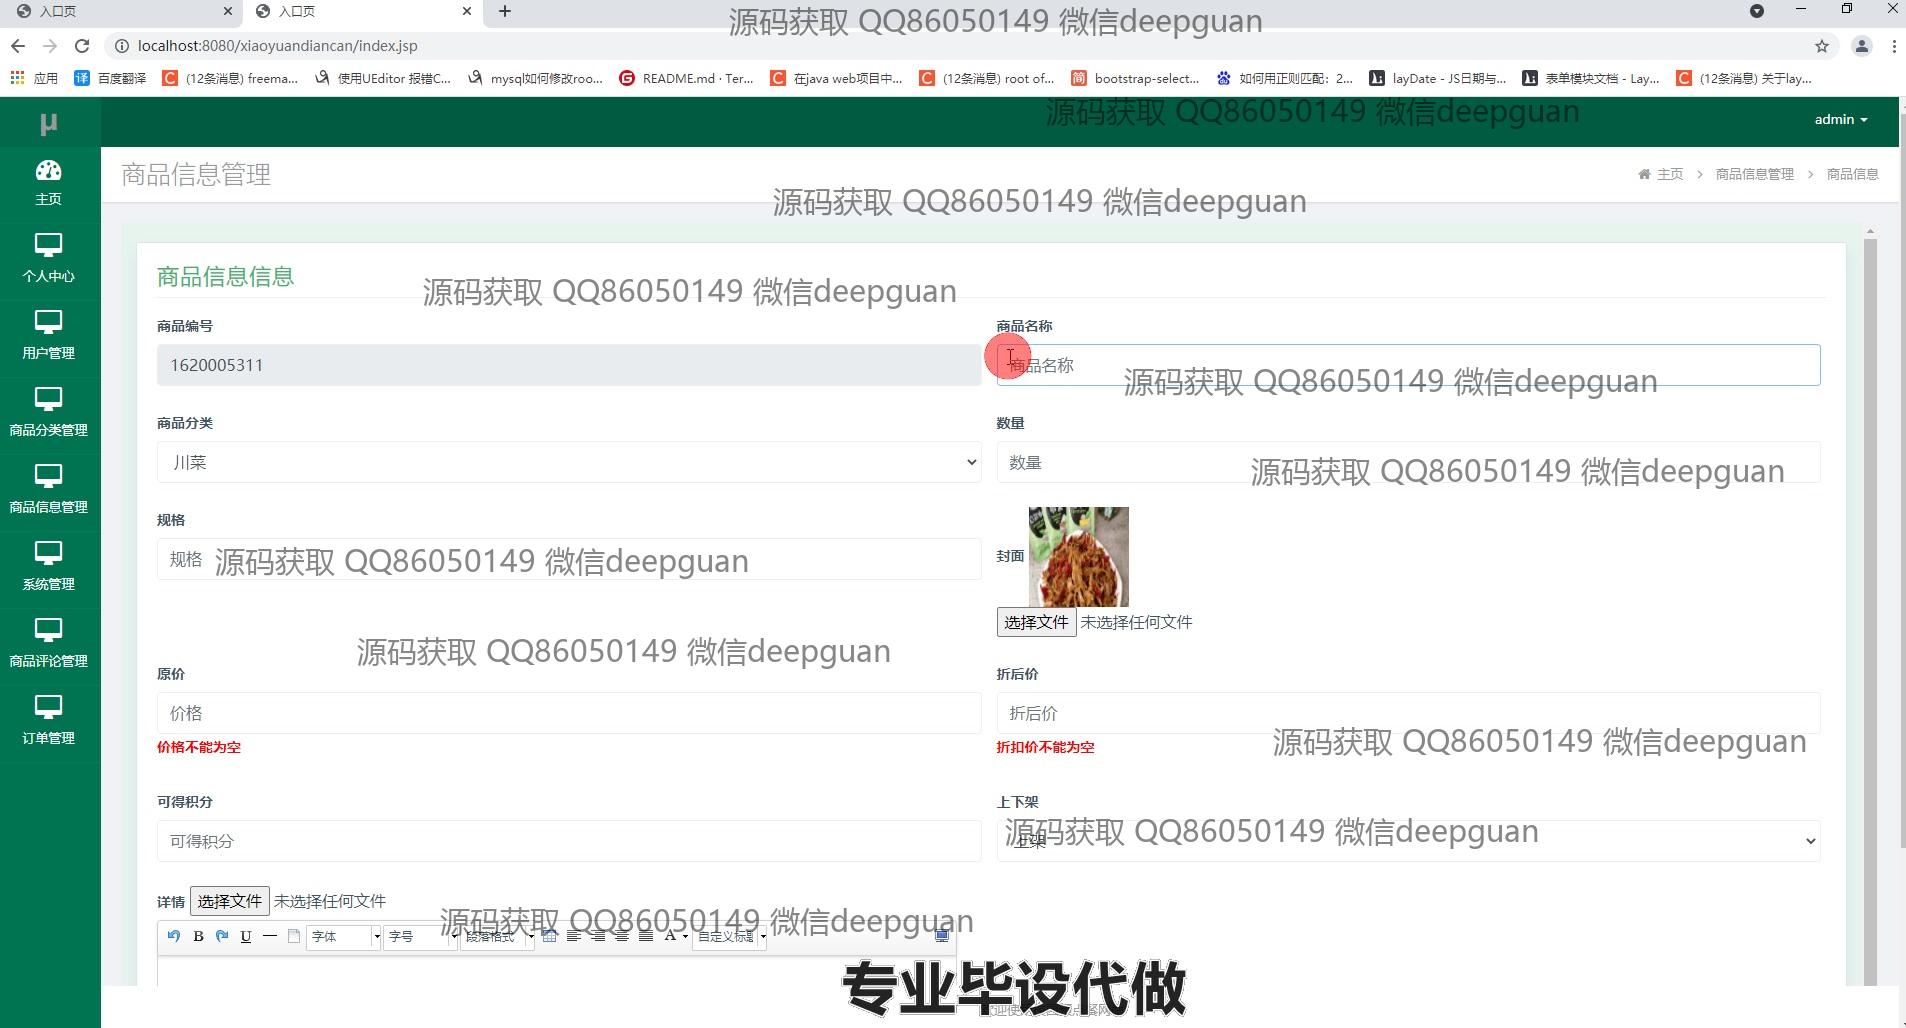 入口页
入口页
源码获取 QQ86050149 微信deepguan
localhost:8080/xiaoyuandiancan/index.jsp
应用 百度翻译 (12条消息) freema... 使用UEditor 报错C... mysql如何修改roo... README.md · Ter... 在java web项目中... (12条消息) root of... bootstrap-select... 如何用正则匹配：2... layDate - JS日期与... 表单模块文档 - Lay... (12条消息) 关于lay...
源码获取 QQ86050149 微信deepguan
μ
admin
商品信息管理
主页 > 商品信息管理 > 商品信息
主页
源码获取 QQ86050149 微信deepguan
个人中心
用户管理
商品分类管理
商品信息管理
系统管理
商品评论管理
订单管理
商品信息信息
源码获取 QQ86050149 微信deepguan
商品编号
1620005311
商品名称
商品名称
源码获取 QQ86050149 微信deepguan
商品分类
川菜
数量
数量
源码获取 QQ86050149 微信deepguan
规格
规格
源码获取 QQ86050149 微信deepguan
封面
选择文件 未选择任何文件
源码获取 QQ86050149 微信deepguan
原价
价格
价格不能为空
折后价
折后价
折扣价不能为空
源码获取 QQ86050149 微信deepguan
可得积分
可得积分
上下架
上架
源码获取 QQ86050149 微信deepguan
详情 选择文件 未选择任何文件
源码获取 QQ86050149 微信deepguan
B U 字体 字号 段落格式 A 自定义标题
专业毕设代做